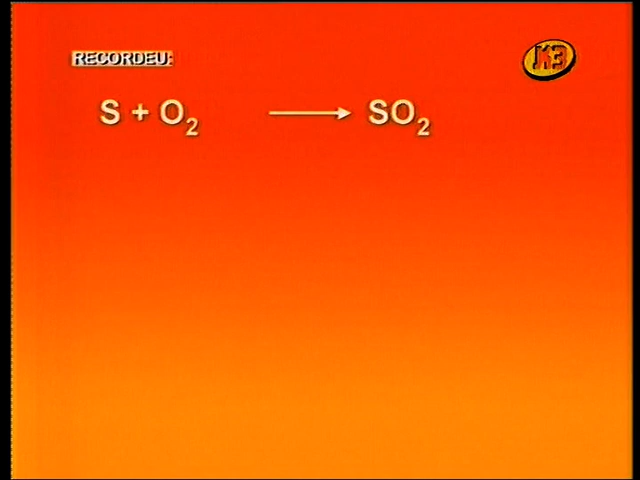 RECORDEU:
K3
S + O₂ → SO₂